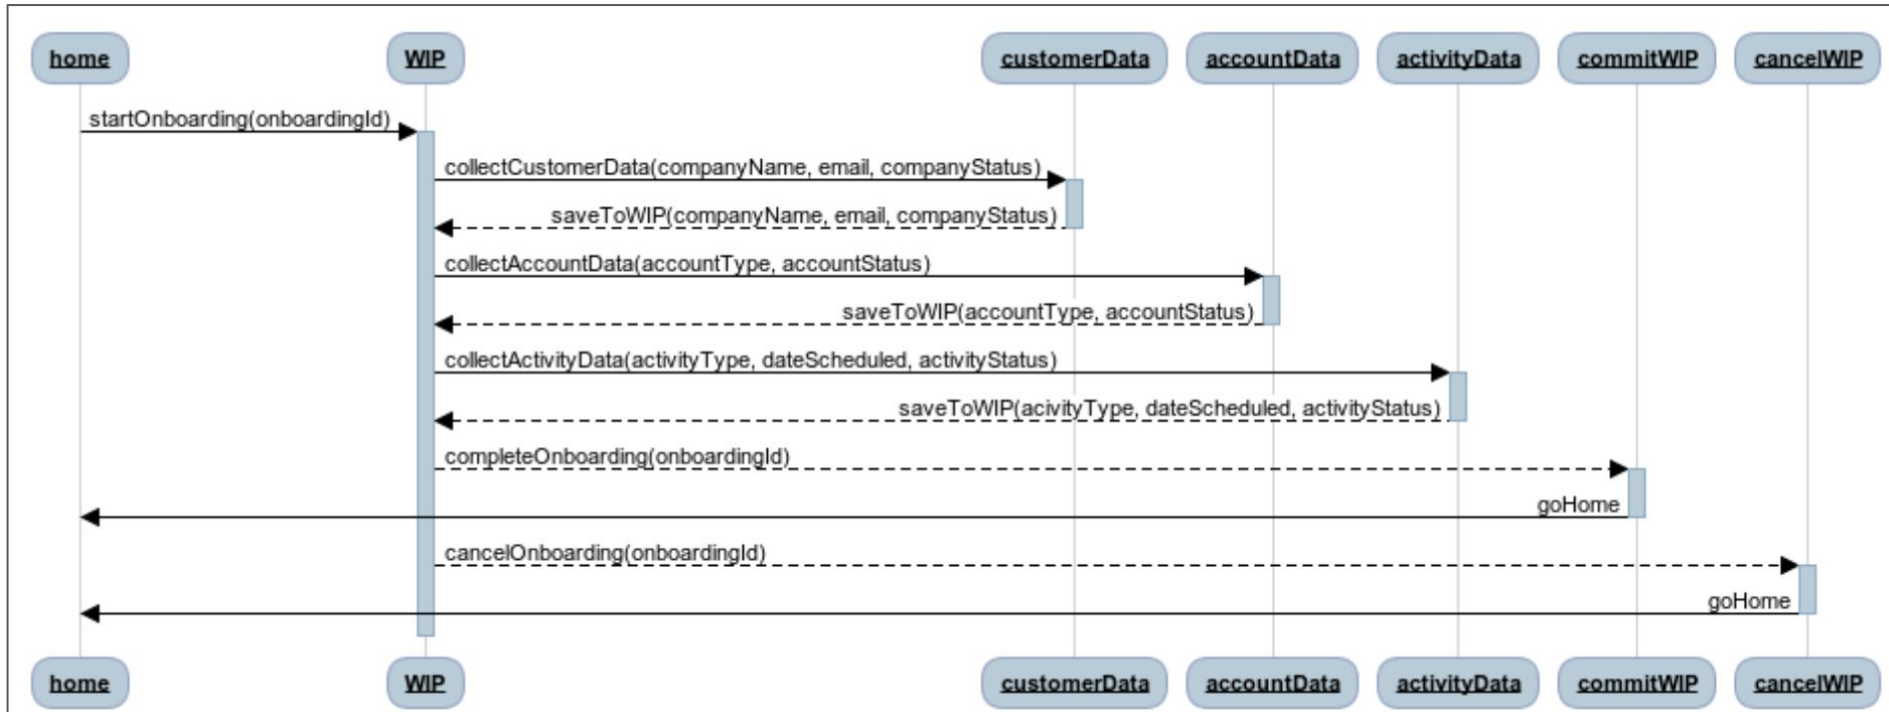 home WIP customerData accountData activityData commitWIP cancelWIP
startOnboarding(onboardingId)
collectCustomerData(companyName, email, companyStatus)
saveToWIP(companyName, email, companyStatus)
collectAccountData(accountType, accountStatus)
saveToWIP(accountType, accountStatus)
collectActivityData(activityType, dateScheduled, activityStatus)
saveToWIP(acivityType, dateScheduled, activityStatus)
completeOnboarding(onboardingId)
goHome
cancelOnboarding(onboardingId)
goHome
home WIP customerData accountData activityData commitWIP cancelWIP